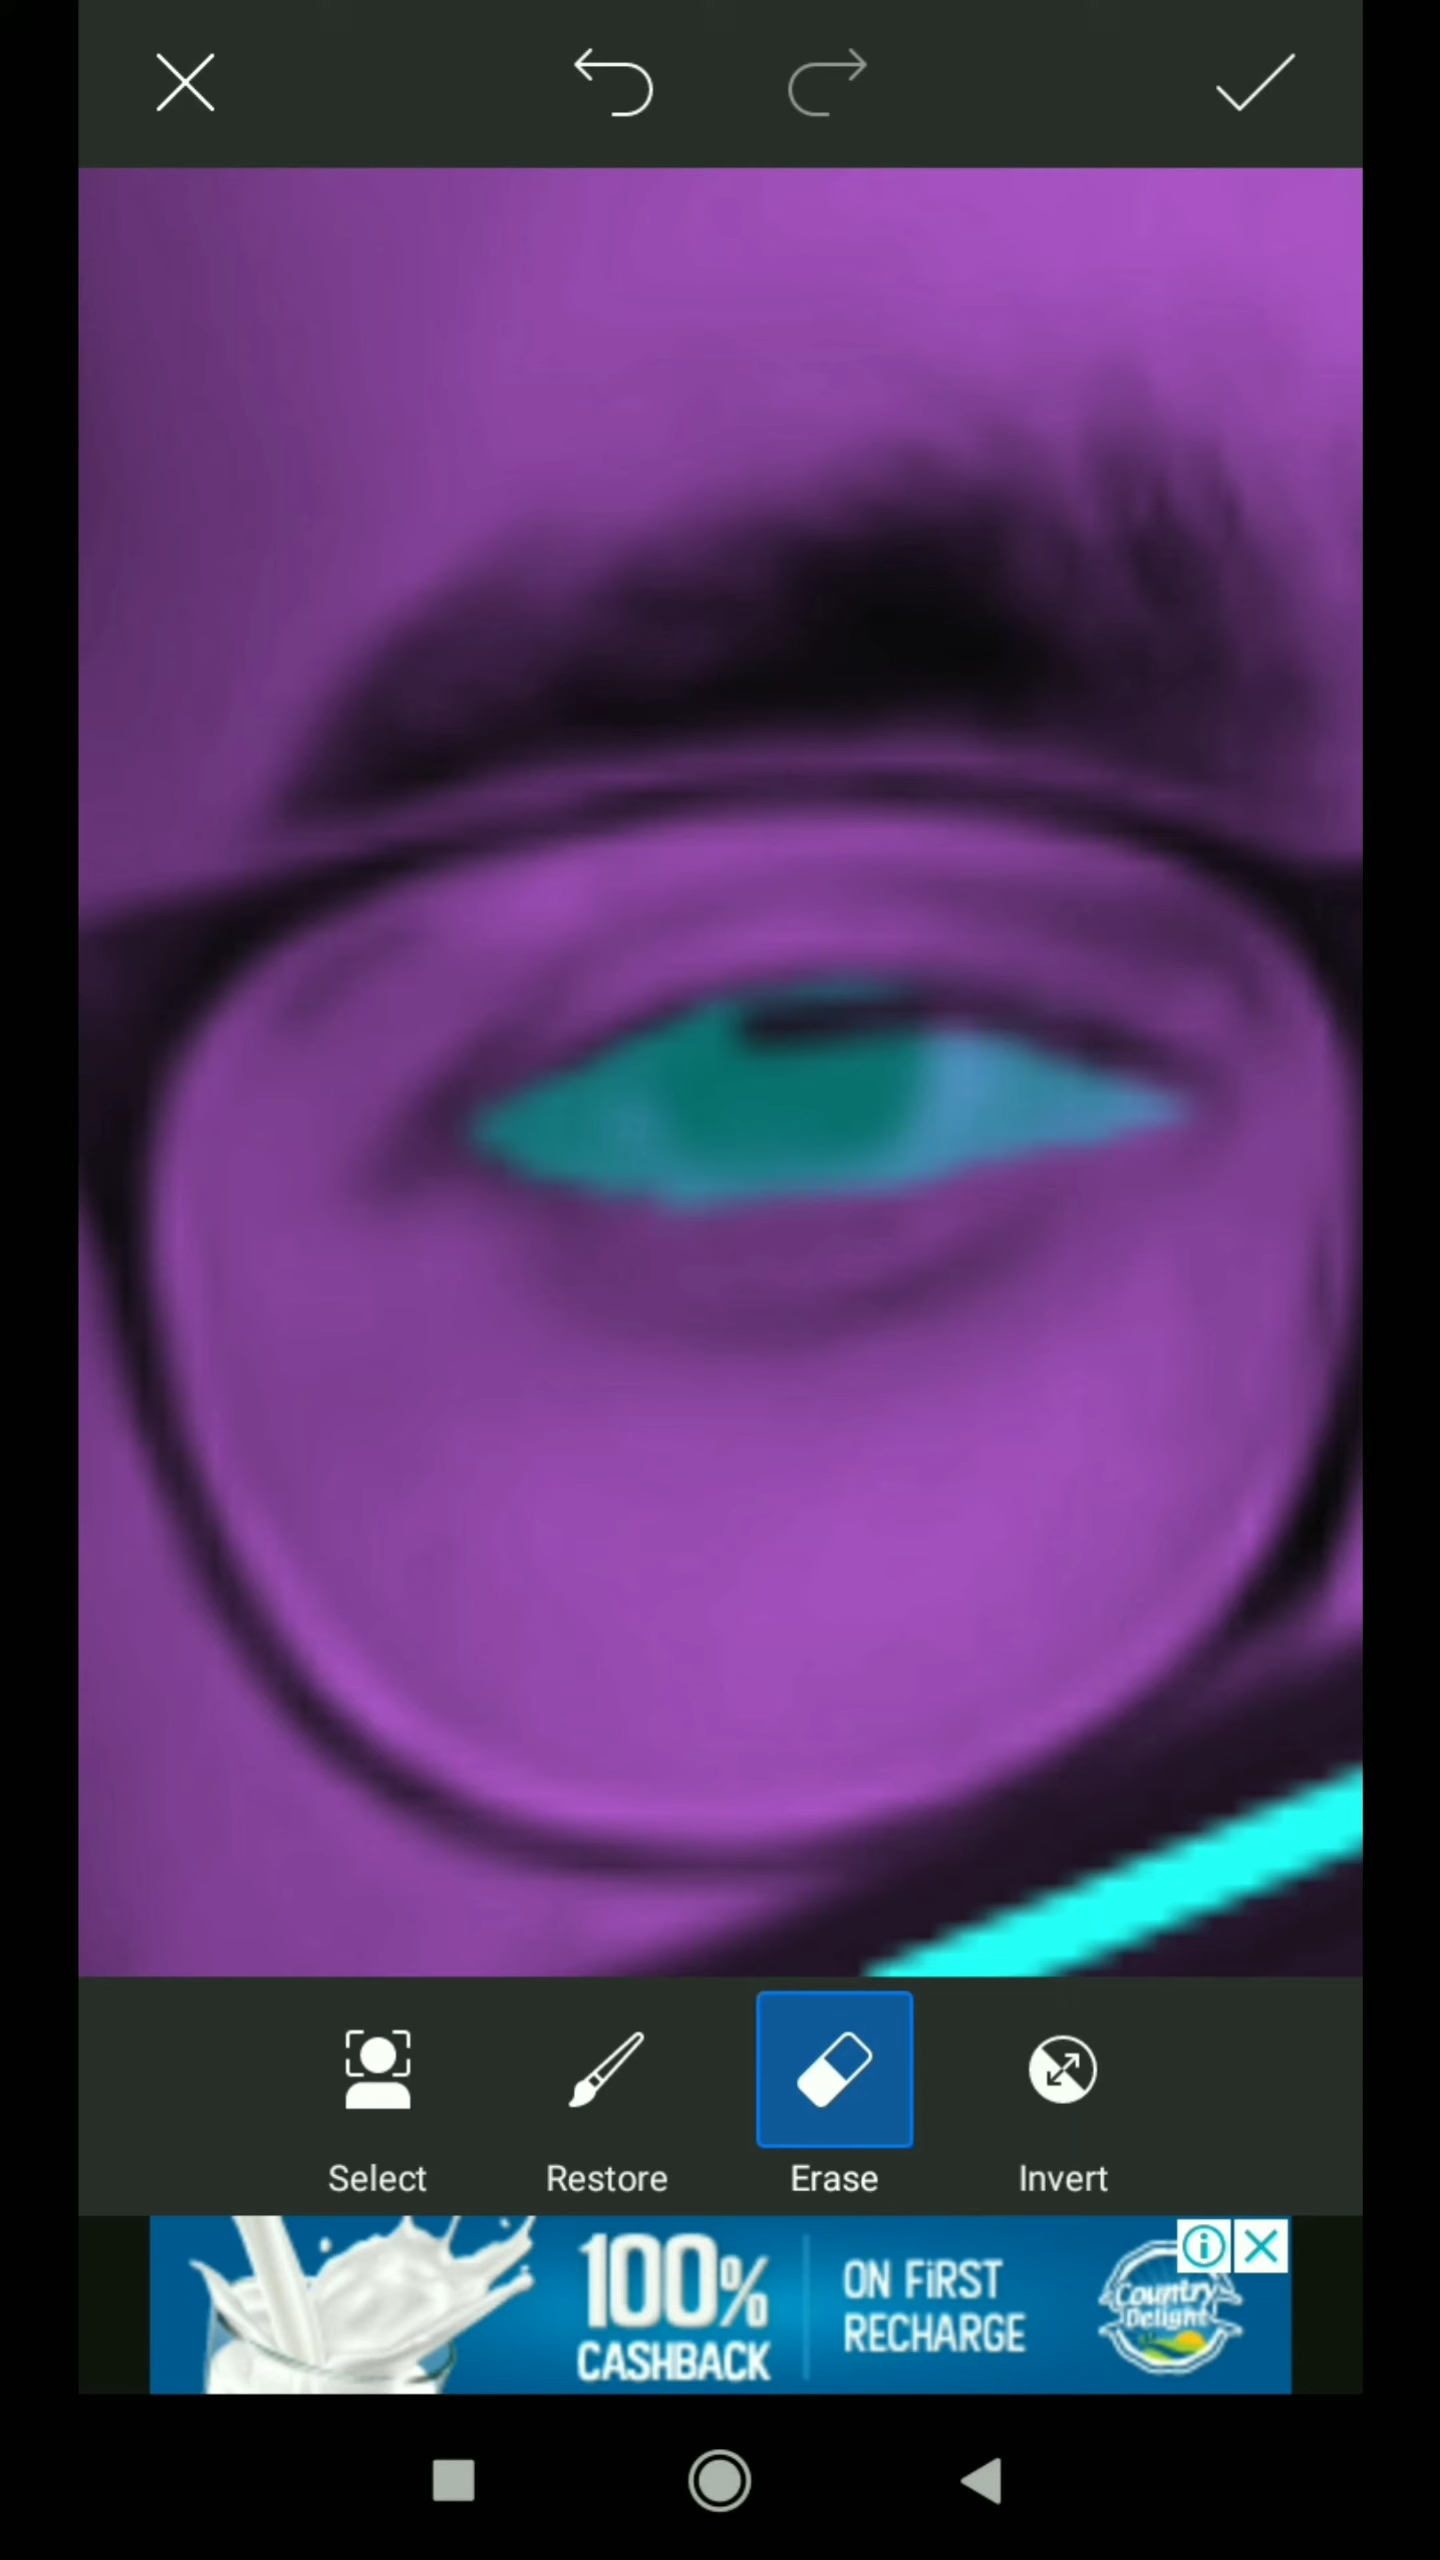 Select Restore Erase Invert
100% ON FiRST
CASHBACK RECHARGE
Country
Delight